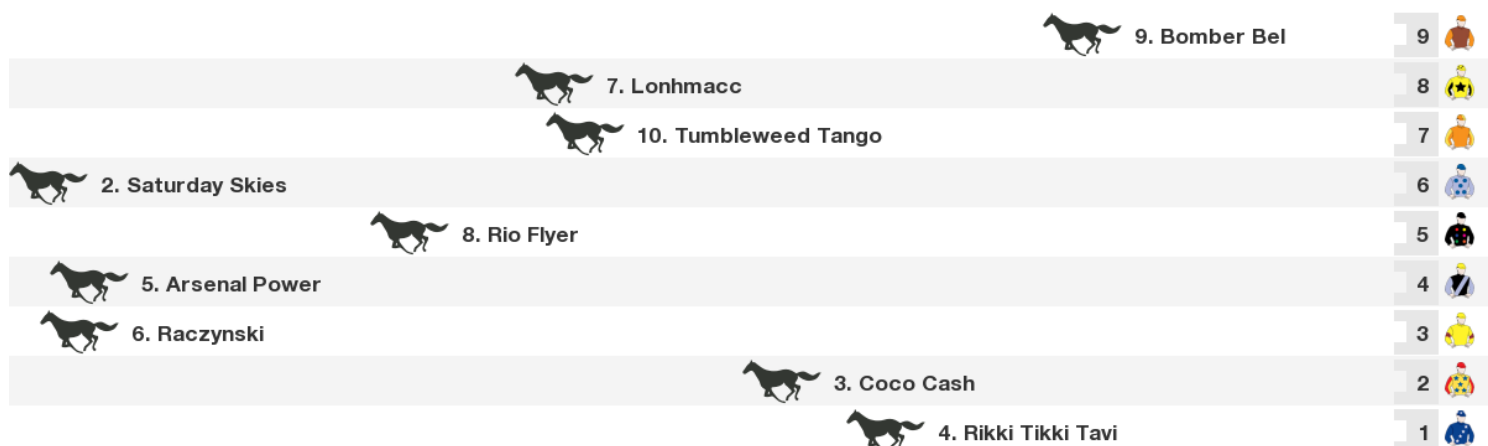 9. Bomber Bel 9
7. Lonhmacc 8
10. Tumbleweed Tango 7
2. Saturday Skies 6
8. Rio Flyer 5
5. Arsenal Power 4
6. Raczynski 3
3. Coco Cash 2
4. Rikki Tikki Tavi 1